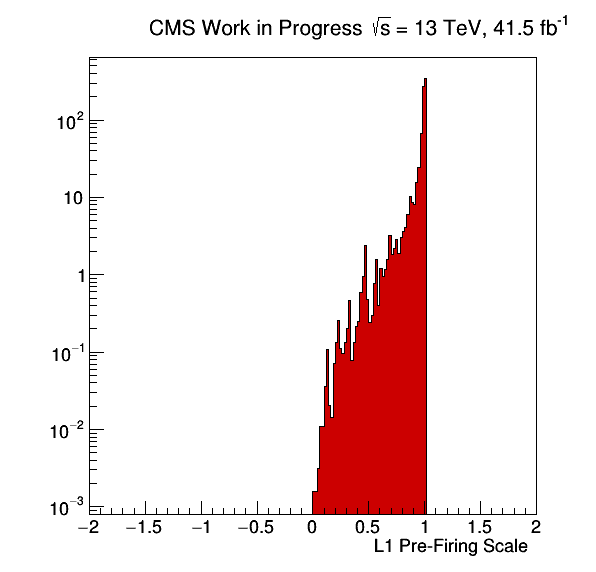 CMS Work in Progress √s = 13 TeV, 41.5 fb⁻¹
10²
10
1
10⁻¹
10⁻²
10⁻³
−2 −1.5 −1 −0.5 0 0.5 1 1.5 2
L1 Pre-Firing Scale